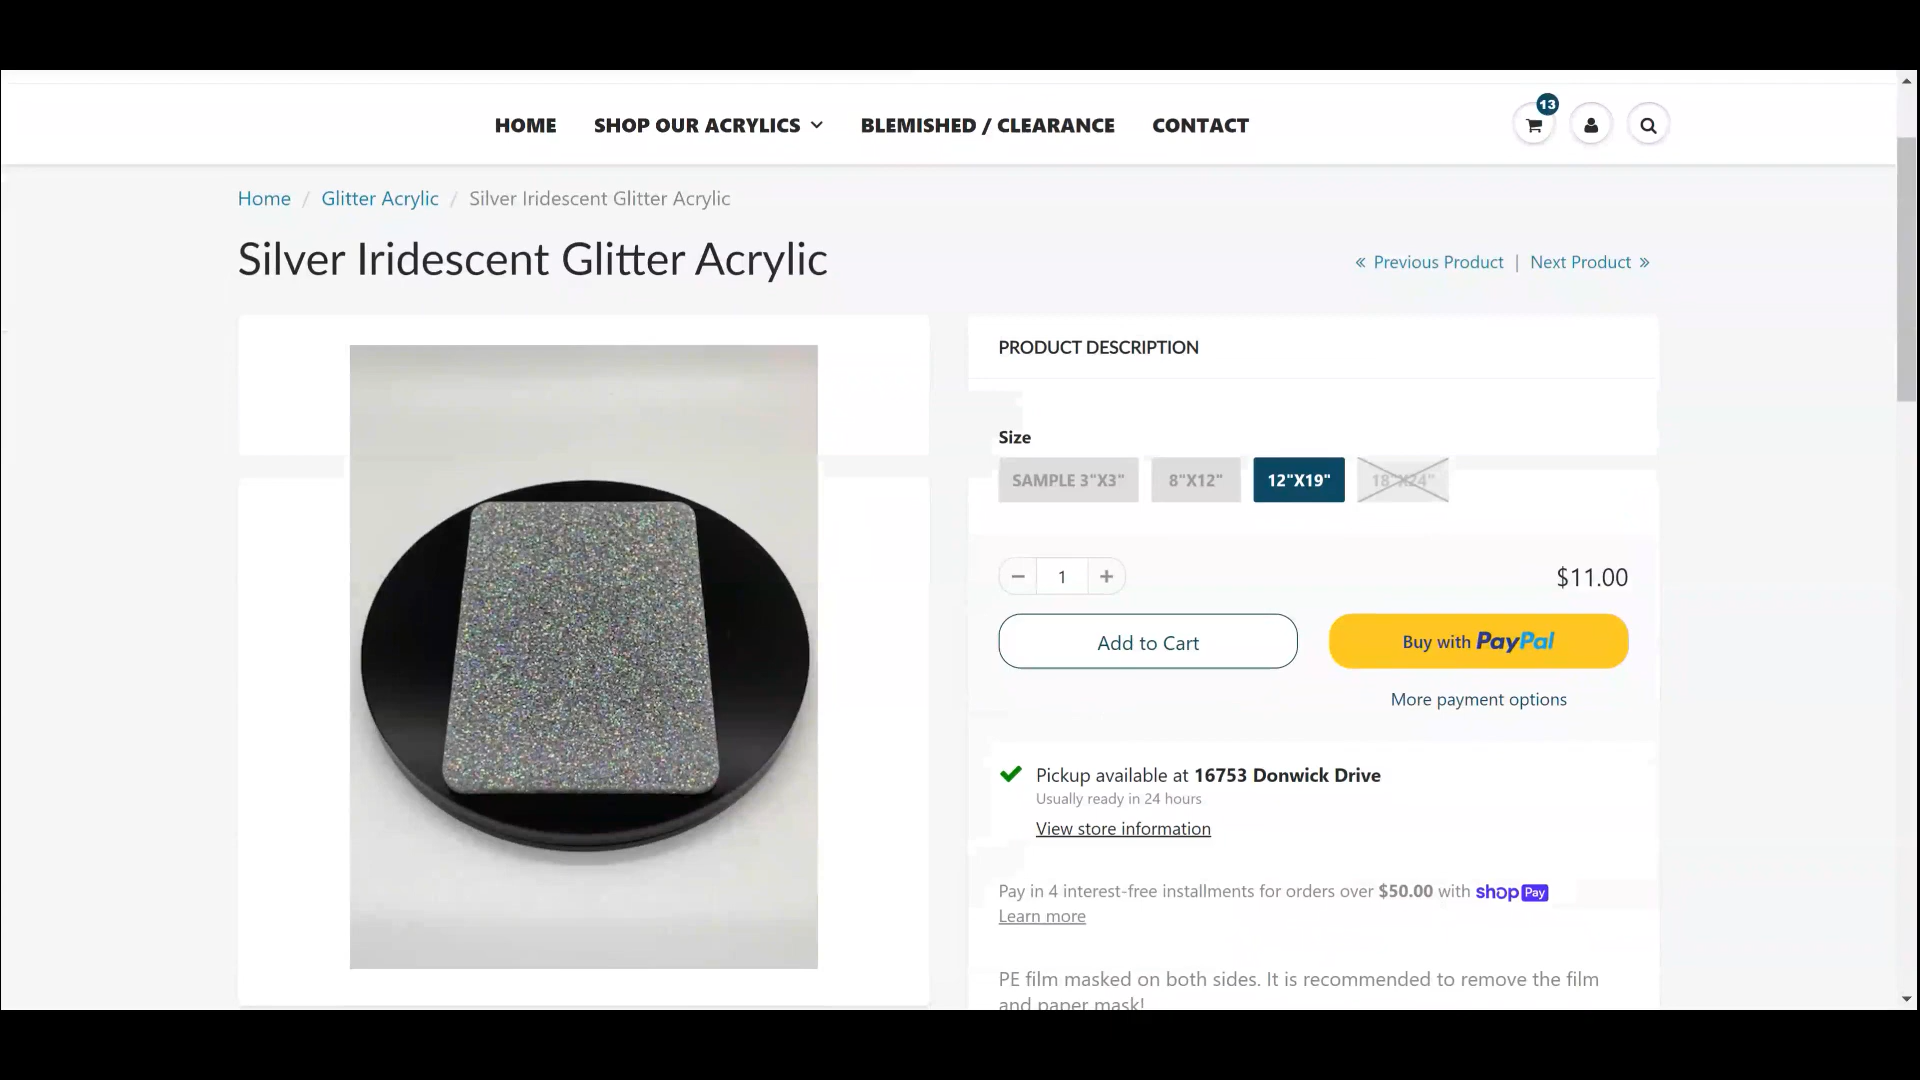 13
HOME SHOP OUR ACRYLICS BLEMISHED / CLEARANCE CONTACT
Home / Glitter Acrylic / Silver Iridescent Glitter Acrylic
Silver Iridescent Glitter Acrylic
« Previous Product | Next Product »
PRODUCT DESCRIPTION
Size
SAMPLE 3"X3" 8"X12" 12"X19" 18"X24"
− 1 + $11.00
Add to Cart Buy with PayPal
More payment options
Pickup available at 16753 Donwick Drive
Usually ready in 24 hours
View store information
Pay in 4 interest-free installments for orders over $50.00 with shop Pay
Learn more
PE film masked on both sides. It is recommended to remove the film
and paper mask!